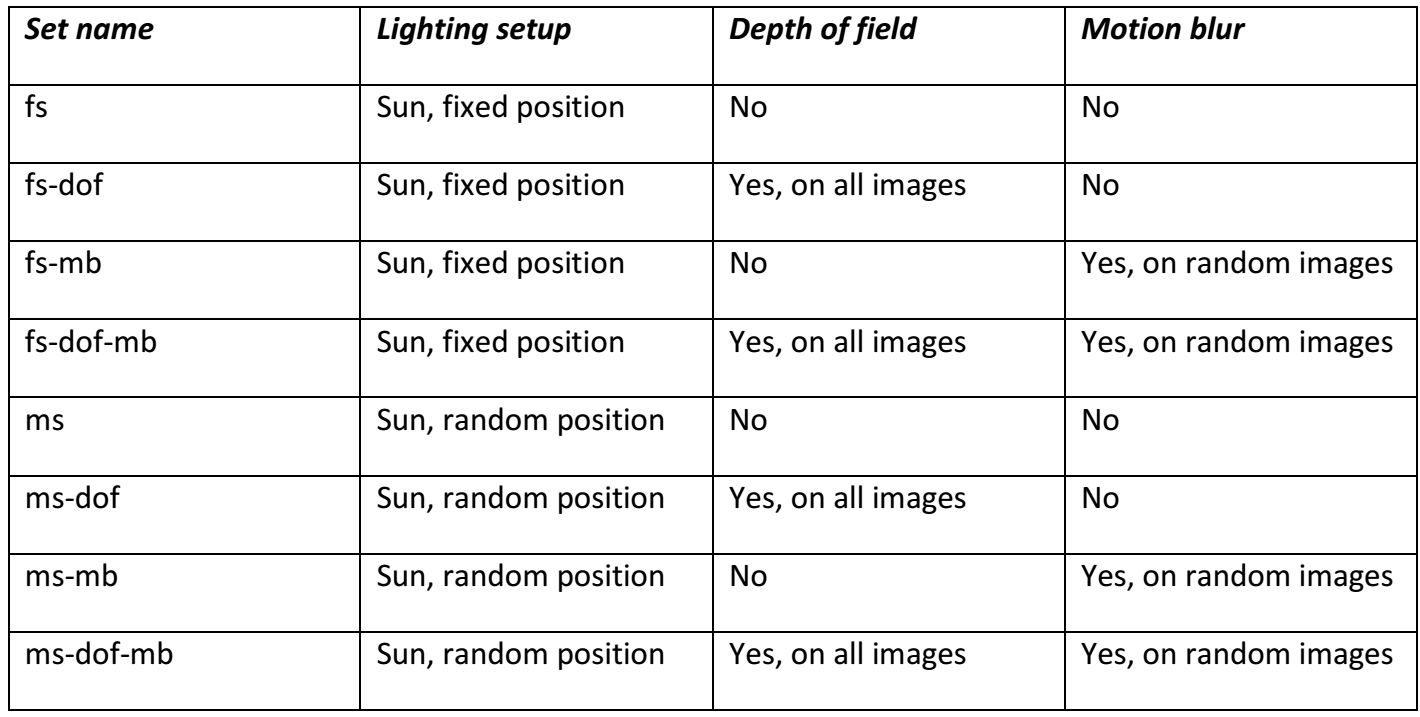 Set name Lighting setup Depth of field Motion blur
fs Sun, fixed position No No
fs-dof Sun, fixed position Yes, on all images No
fs-mb Sun, fixed position No Yes, on random images
fs-dof-mb Sun, fixed position Yes, on all images Yes, on random images
ms Sun, random position No No
ms-dof Sun, random position Yes, on all images No
ms-mb Sun, random position No Yes, on random images
ms-dof-mb Sun, random position Yes, on all images Yes, on random images